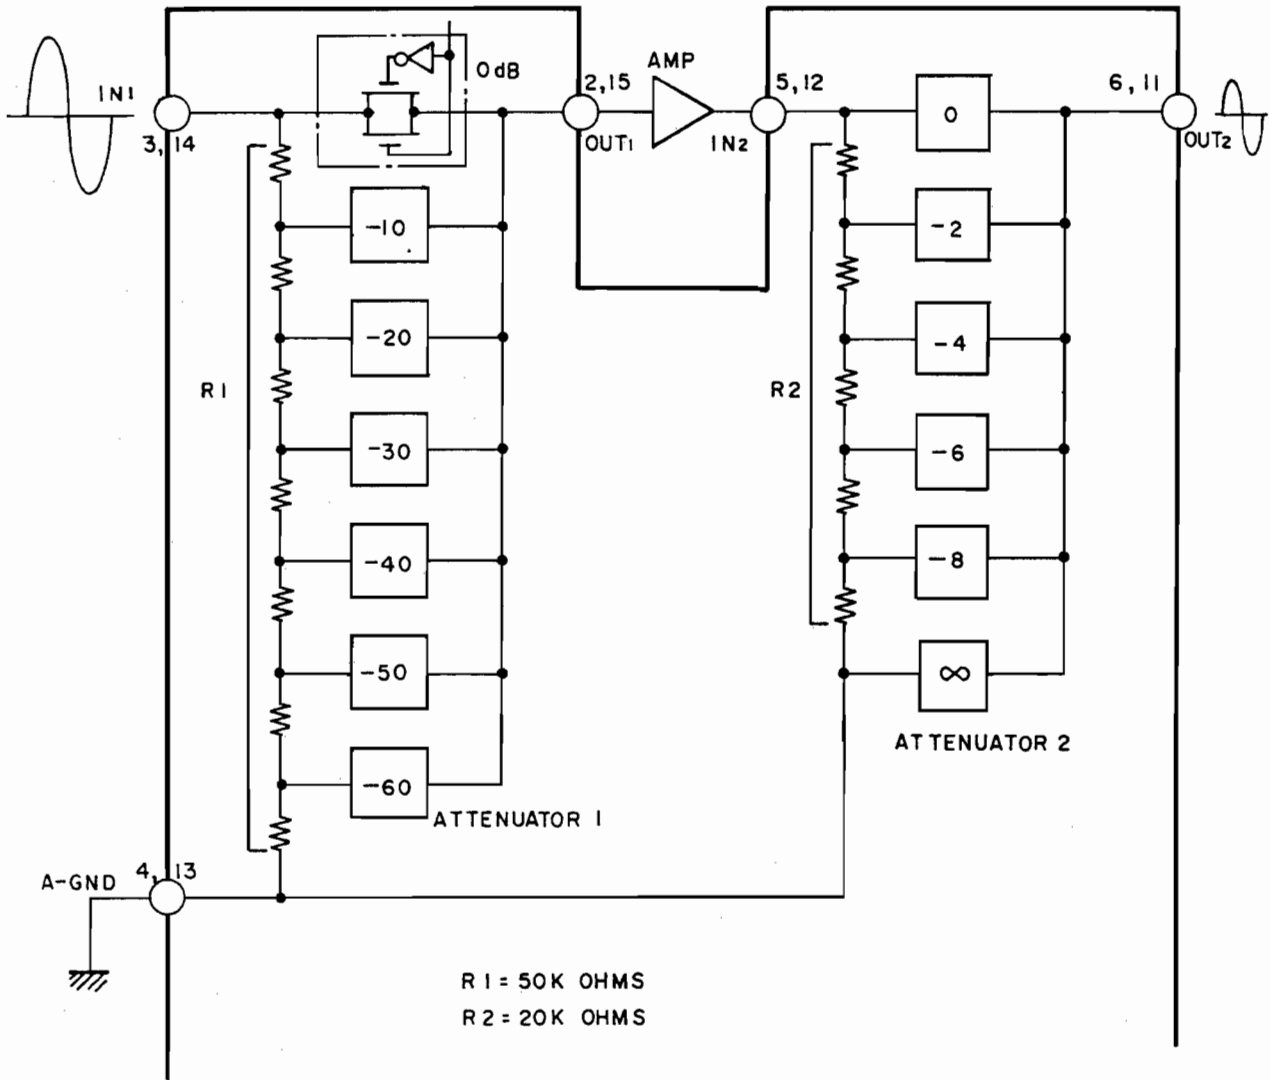 AMP
0dB
IN1
2,15
5,12
6, 11
0
OUT1
IN2
OUT2
3, 14
-10
-2
-20
-4
R1
R2
-30
-6
-40
-8
-50
∞
ATTENUATOR 2
-60
ATTENUATOR 1
4, 13
A-GND
R1=50K OHMS
R2=20K OHMS